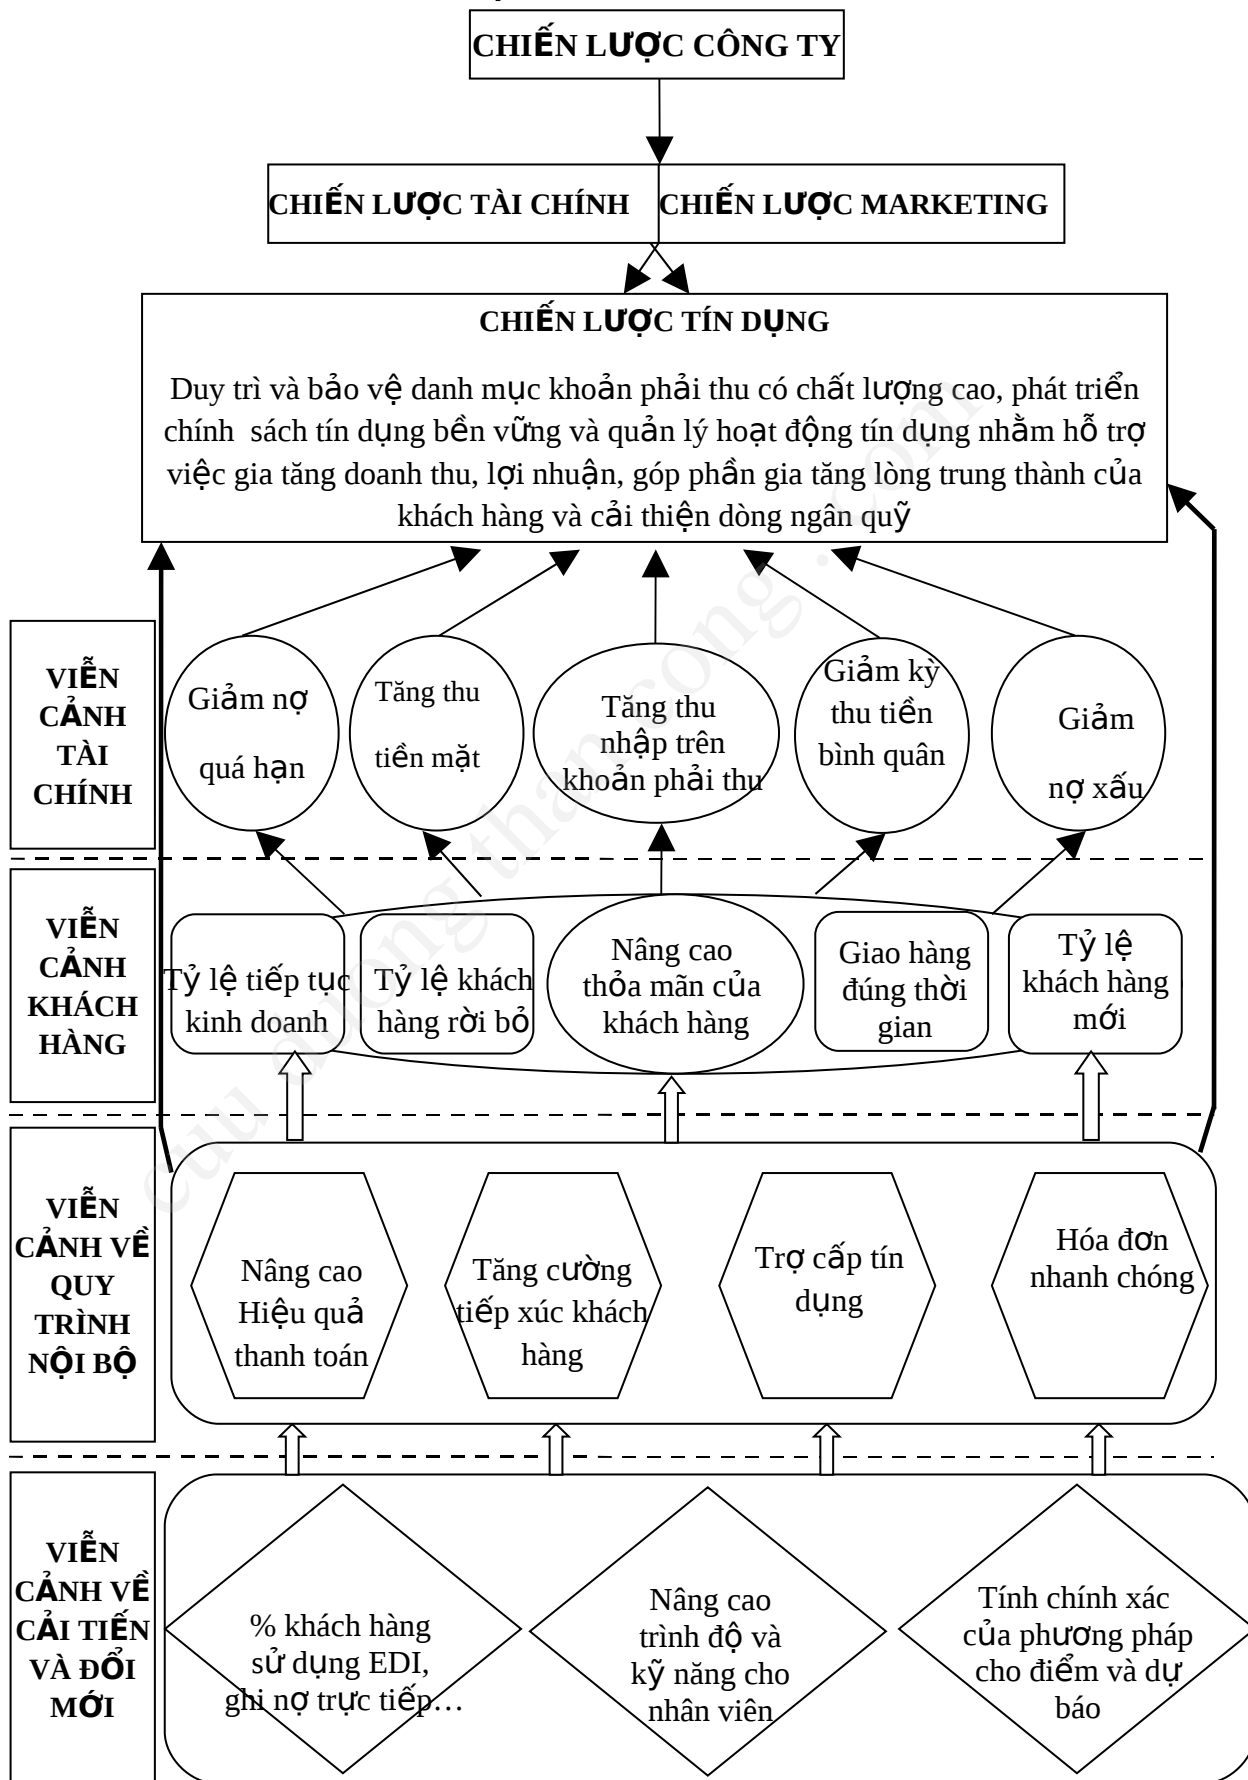 CHIẾN LƯỢC CÔNG TY
CHIẾN LƯỢC TÀI CHÍNH
CHIẾN LƯỢC MARKETING
CHIẾN LƯỢC TÍN DỤNG
Duy trì và bảo vệ danh mục khoản phải thu có chất lượng cao, phát triển
chính sách tín dụng bền vững và quản lý hoạt động tín dụng nhằm hỗ trợ
việc gia tăng doanh thu, lợi nhuận, góp phần gia tăng lòng trung thành của
khách hàng và cải thiện dòng ngân quỹ
VIỄN
CẢNH
TÀI
CHÍNH
Giảm nợ
quá hạn
Tăng thu
tiền mặt
Tăng thu
nhập trên
khoản phải thu
Giảm kỳ
thu tiền
bình quân
Giảm
nợ xấu
VIỄN
CẢNH
KHÁCH
HÀNG
Tỷ lệ tiếp tục
kinh doanh
Tỷ lệ khách
hàng rời bỏ
Nâng cao
thỏa mãn của
khách hàng
Giao hàng
đúng thời
gian
Tỷ lệ
khách hàng
mới
VIỄN
CẢNH VỀ
QUY
TRÌNH
NỘI BỘ
Nâng cao
Hiệu quả
thanh toán
Tăng cường
tiếp xúc khách
hàng
Trợ cấp tín
dụng
Hóa đơn
nhanh chóng
VIỄN
CẢNH VỀ
CẢI TIẾN
VÀ ĐỔI
MỚI
% khách hàng
sử dụng EDI,
ghi nợ trực tiếp…
Nâng cao
trình độ và
kỹ năng cho
nhân viên
Tính chính xác
của phương pháp
cho điểm và dự
báo
cuu duong than cong . com